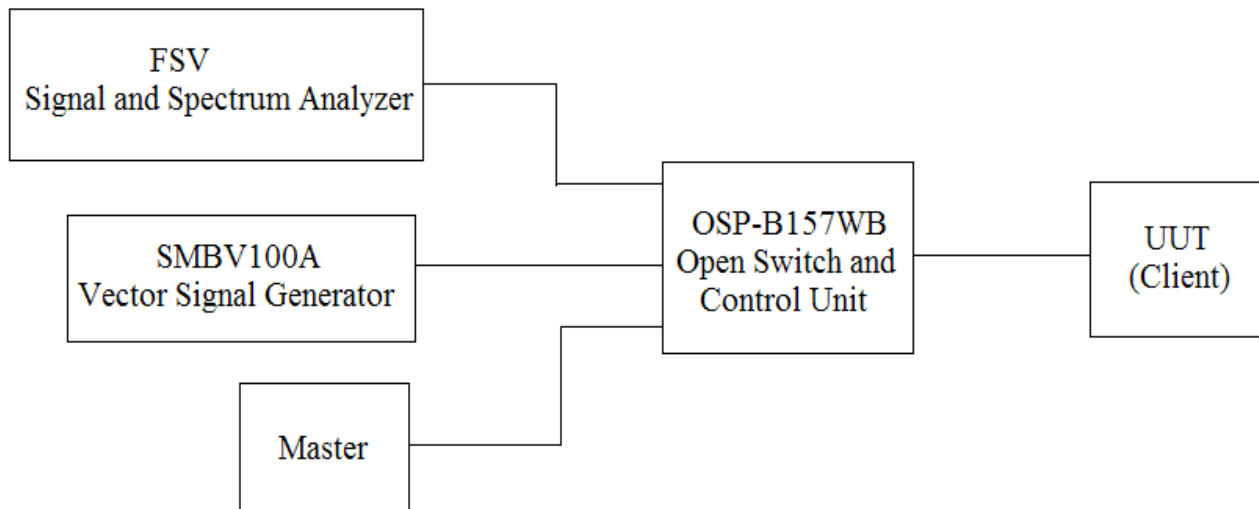 FSV
Signal and Spectrum Analyzer
SMBV100A
Vector Signal Generator
Master
OSP-B157WB
Open Switch and
Control Unit
UUT
(Client)